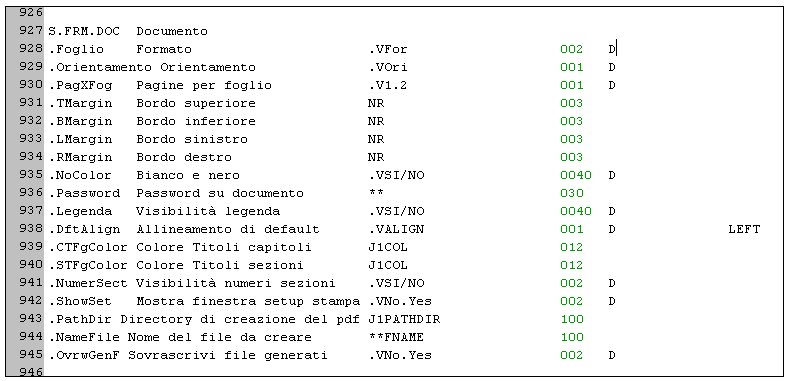 926
927 S.FRM.DOC Documento
928 .Foglio Formato .VFor 002 D
929 .Orientamento Orientamento .VOri 001 D
930 .PagXFog Pagine per foglio .V1.2 001 D
931 .TMargin Bordo superiore NR 003
932 .BMargin Bordo inferiore NR 003
933 .LMargin Bordo sinistro NR 003
934 .RMargin Bordo destro NR 003
935 .NoColor Bianco e nero .VSI/NO 0040 D
936 .Password Password su documento ** 030
937 .Legenda Visibilità legenda .VSI/NO 0040 D
938 .DftAlign Allineamento di default .VALIGN 001 D LEFT
939 .CTFgColor Colore Titoli capitoli J1COL 012
940 .STFgColor Colore Titoli sezioni J1COL 012
941 .NumerSect Visibilità numeri sezioni .VSI/NO 002 D
942 .ShowSet Mostra finestra setup stampa .VNo.Yes 002 D
943 .PathDir Directory di creazione del pdf J1PATHDIR 100
944 .NameFile Nome del file da creare **FNAME 100
945 .OvrwGenF Sovrascrivi file generati .VNo.Yes 002 D
946